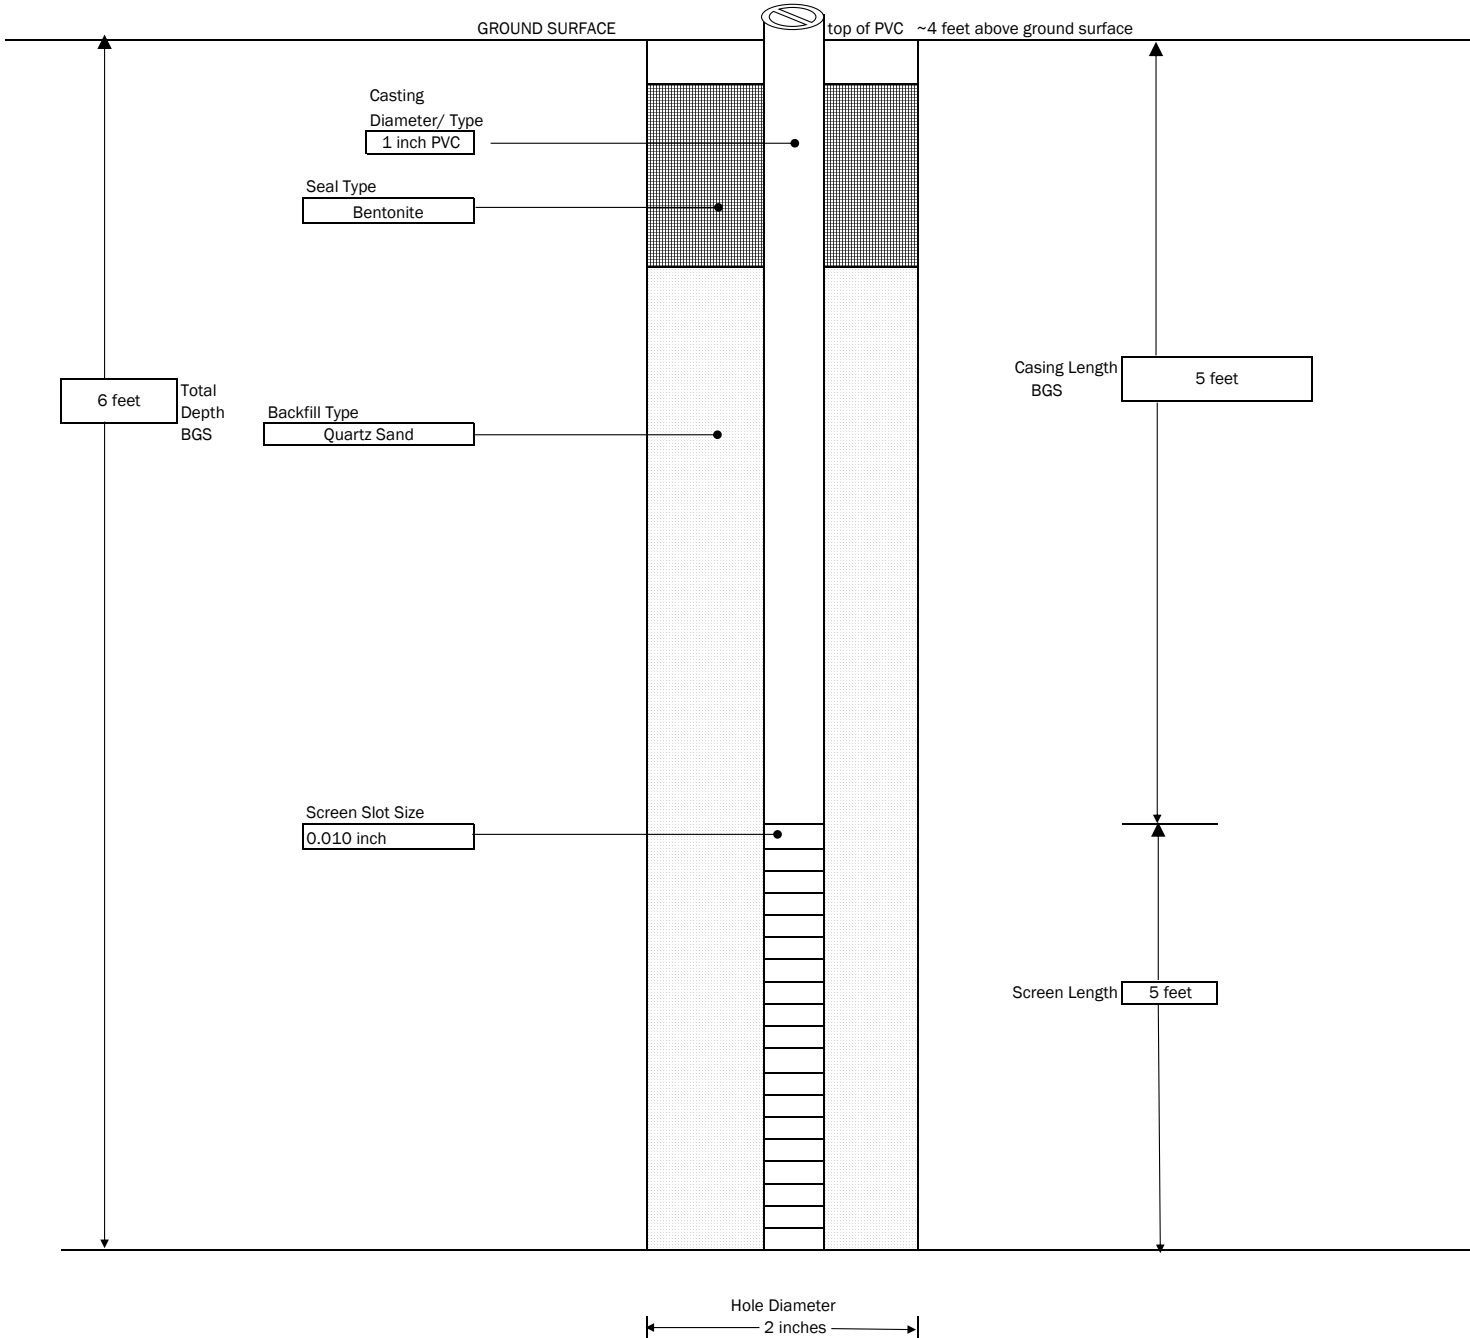 GROUND SURFACE
top of PVC ~4 feet above ground surface
Casting
Diameter/ Type
1 inch PVC
Seal Type
Bentonite
Casing Length
BGS
5 feet
6 feet
Total
Depth
BGS
Backfill Type
Quartz Sand
Screen Slot Size
0.010 inch
Screen Length
5 feet
Hole Diameter
2 inches